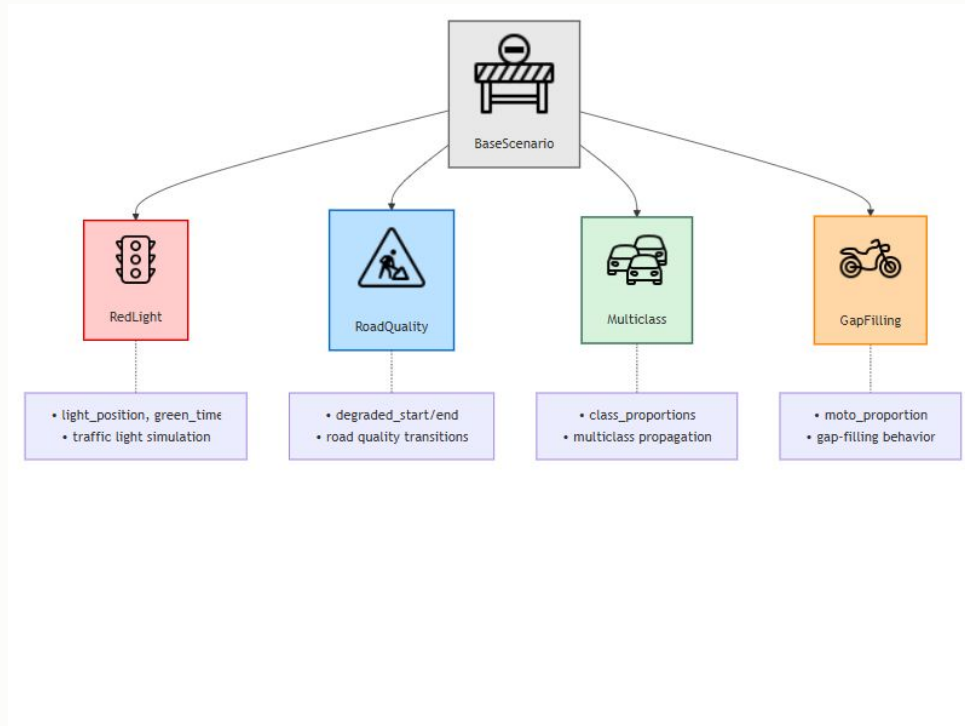 BaseScenario
RedLight
RoadQuality
Multiclass
GapFilling
• light_position, green_time
• traffic light simulation
• degraded_start/end
• road quality transitions
• class_proportions
• multiclass propagation
• moto_proportion
• gap-filling behavior